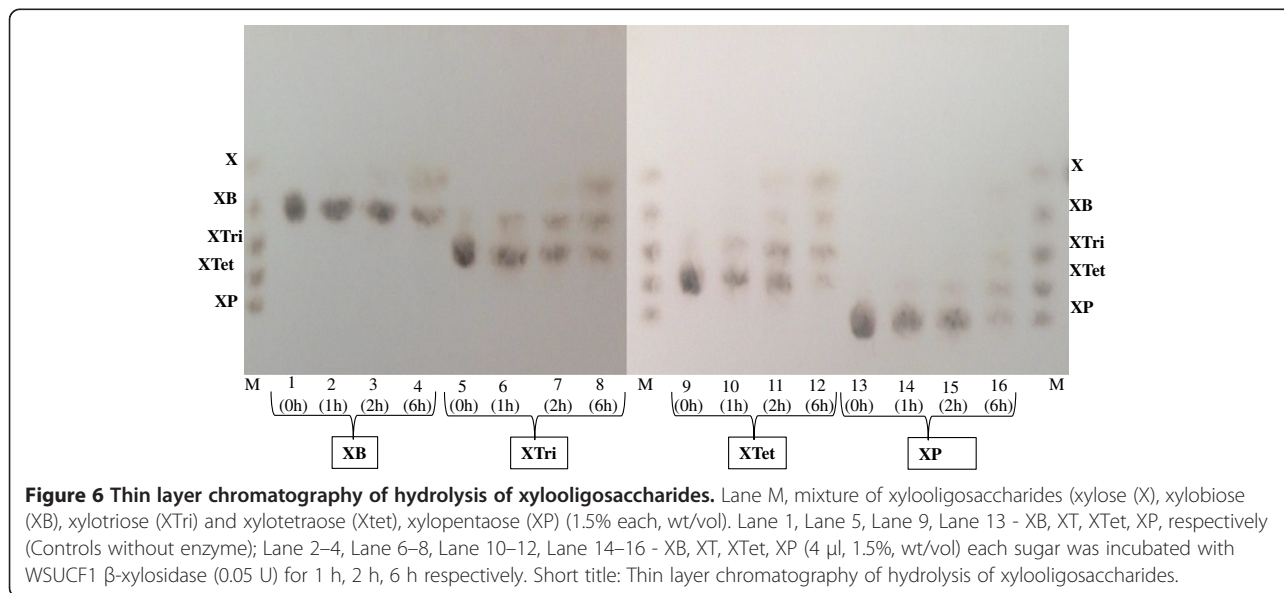 X
XB
XTri
XTet
XP
X
XB
XTri
XTet
XP
M 1 2 3 4 5 6 7 8 M 9 10 11 12 13 14 15 16 M
(0h) (1h) (2h) (6h) (0h) (1h) (2h) (6h) (0h) (1h) (2h) (6h) (0h) (1h) (2h) (6h)
XB XTri XTet XP
Figure 6 Thin layer chromatography of hydrolysis of xylooligosaccharides. Lane M, mixture of xylooligosaccharides (xylose (X), xylobiose
(XB), xylotriose (XTri) and xylotetraose (Xtet), xylopentaose (XP) (1.5% each, wt/vol). Lane 1, Lane 5, Lane 9, Lane 13 - XB, XT, XTet, XP, respectively
(Controls without enzyme); Lane 2–4, Lane 6–8, Lane 10–12, Lane 14–16 - XB, XT, XTet, XP (4 μl, 1.5%, wt/vol) each sugar was incubated with
WSUCF1 β-xylosidase (0.05 U) for 1 h, 2 h, 6 h respectively. Short title: Thin layer chromatography of hydrolysis of xylooligosaccharides.